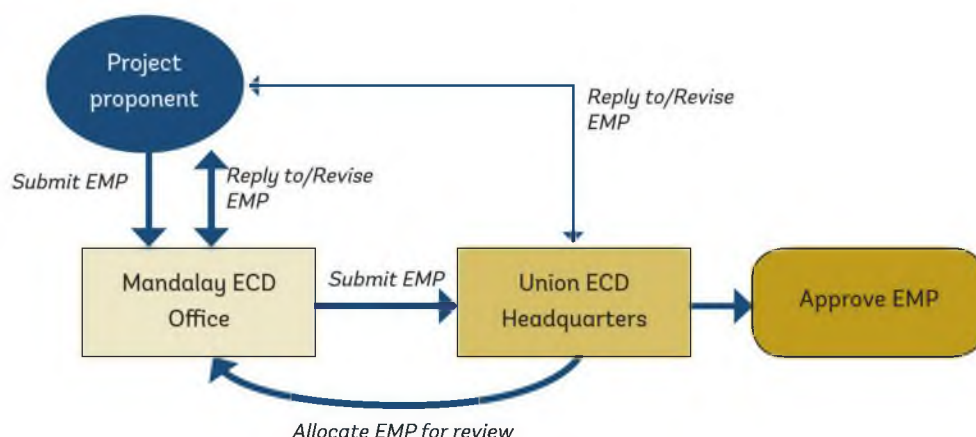 Project
proponent
Reply to/Revise
EMP
Submit EMP
Reply to/Revise
EMP
Mandalay ECD
Office
Submit EMP
Union ECD
Headquarters
Approve EMP
Allocate EMP for review